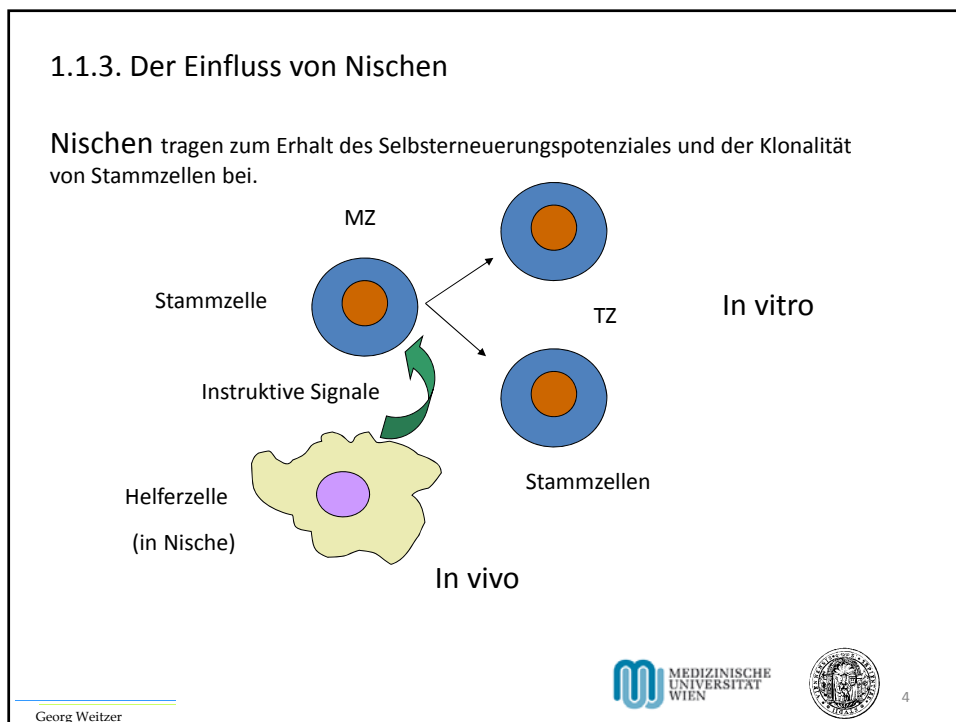 1.1.3. Der Einfluss von Nischen
Nischen tragen zum Erhalt des Selbsterneuerungspotenziales und der Klonalität
von Stammzellen bei.
MZ
Stammzelle
TZ
In vitro
Instruktive Signale
Stammzellen
Helferzelle
(in Nische)
In vivo
MEDIZINISCHE
UNIVERSITÄT
WIEN
4
Georg Weitzer